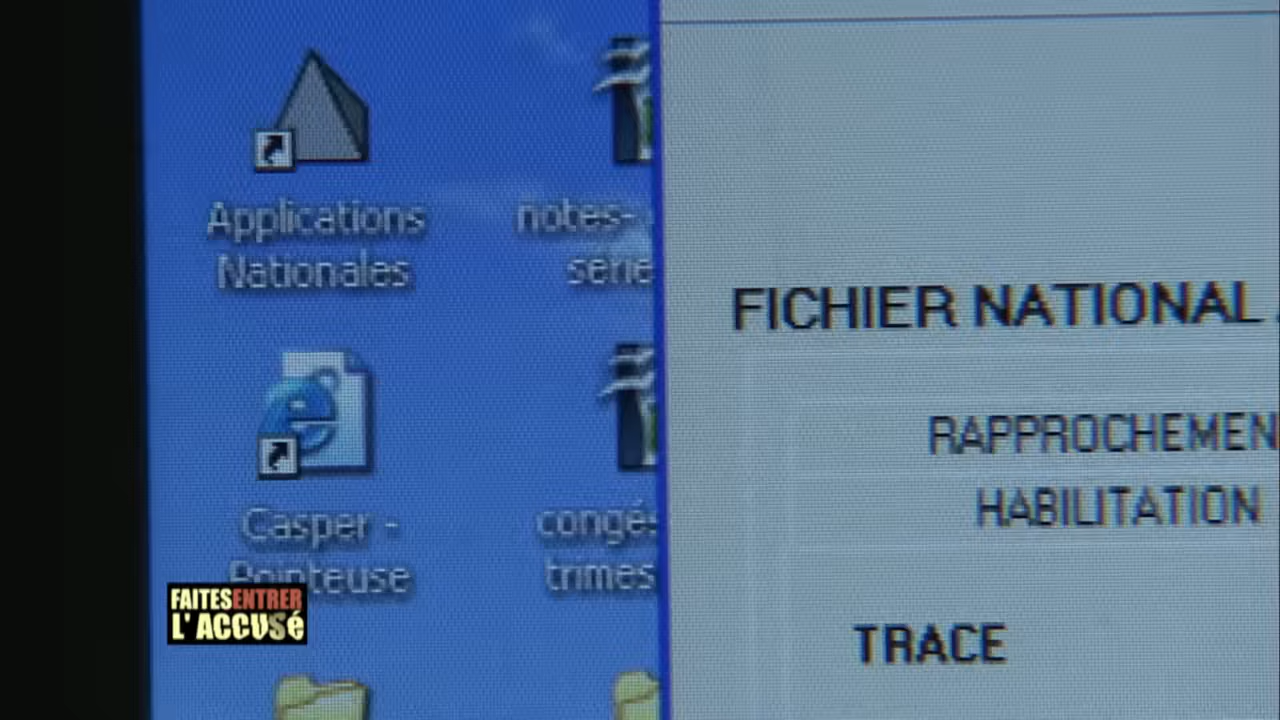 Applications
Nationales
notes-
série
Casper -
Pointeuse
congés
trimes
FICHIER NATIONAL
RAPPROCHEMEN
HABILITATION
TRACE
FAITES ENTRER
L'ACCUSé